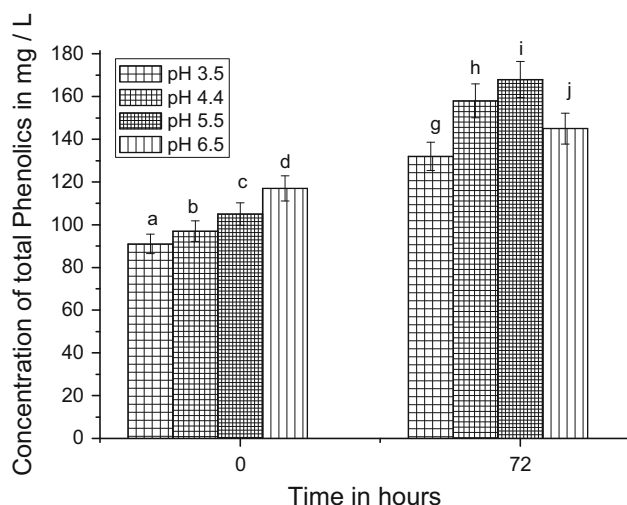 Concentration of total Phenolics in mg / L
180
160
140
120
100
80
60
40
20
0
pH 3.5
pH 4.4
pH 5.5
pH 6.5
a
b
c
d
g
h
i
j
0
72
Time in hours